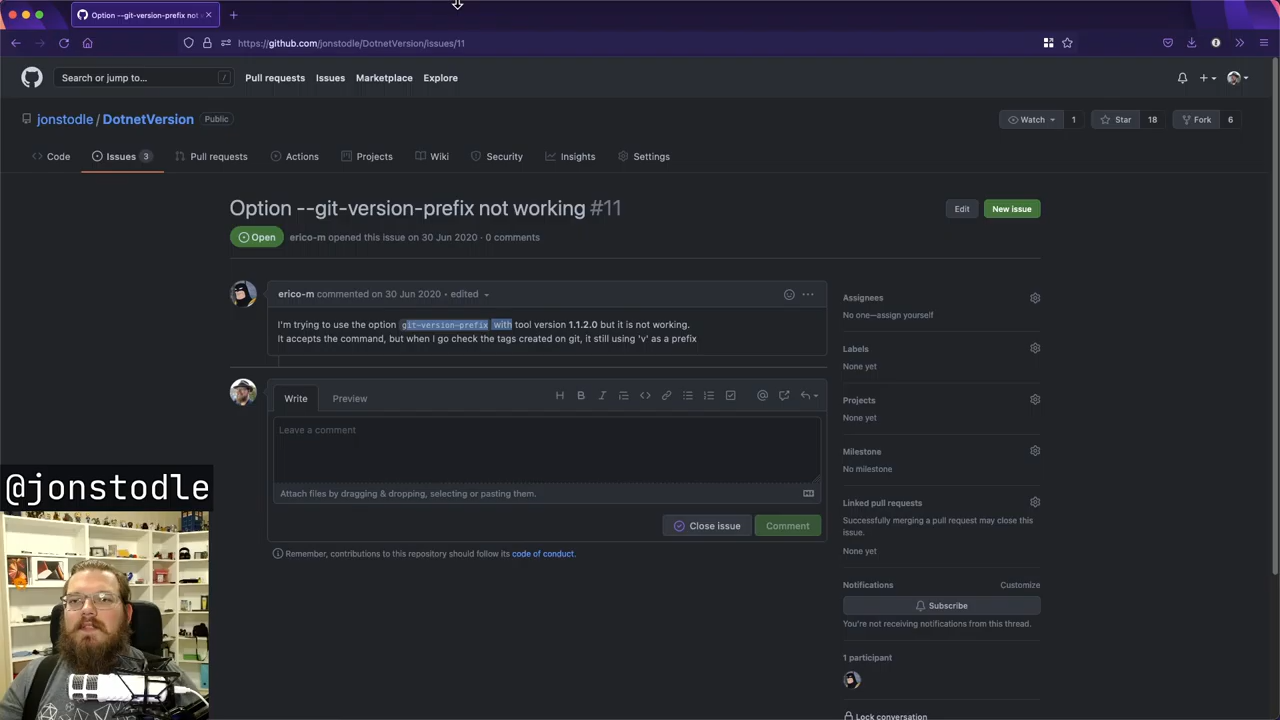 Option --git-version-prefix not
https://github.com/jonstodle/DotnetVersion/issues/11
Search or jump to... /
Pull requests Issues Marketplace Explore
jonstodle / DotnetVersion Public
Watch 1 Star 18 Fork 6
Code Issues 3 Pull requests Actions Projects Wiki Security Insights Settings
Option --git-version-prefix not working #11
Edit New issue
Open erico-m opened this issue on 30 Jun 2020 · 0 comments
erico-m commented on 30 Jun 2020 • edited
I'm trying to use the option git-version-prefix with tool version 1.1.2.0 but it is not working.
It accepts the command, but when I go check the tags created on git, it still using 'v' as a prefix
Write Preview
Leave a comment
Attach files by dragging & dropping, selecting or pasting them.
Close issue Comment
Remember, contributions to this repository should follow its code of conduct.
Assignees
No one—assign yourself
Labels
None yet
Projects
None yet
Milestone
No milestone
Linked pull requests
Successfully merging a pull request may close this
issue.
None yet
Notifications Customize
Subscribe
You're not receiving notifications from this thread.
1 participant
Lock conversation
@jonstodle